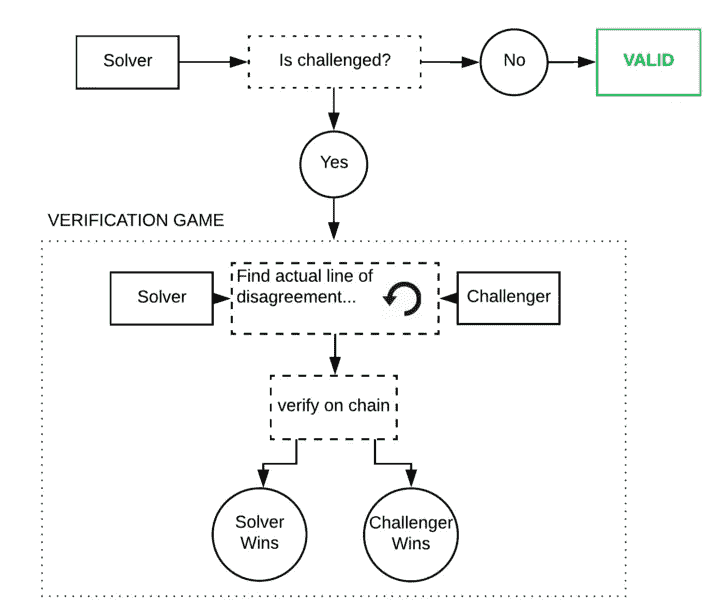 Solver
Is challenged?
No
VALID
Yes
VERIFICATION GAME
Solver
Find actual line of
disagreement...
Challenger
verify on chain
Solver
Wins
Challenger
Wins